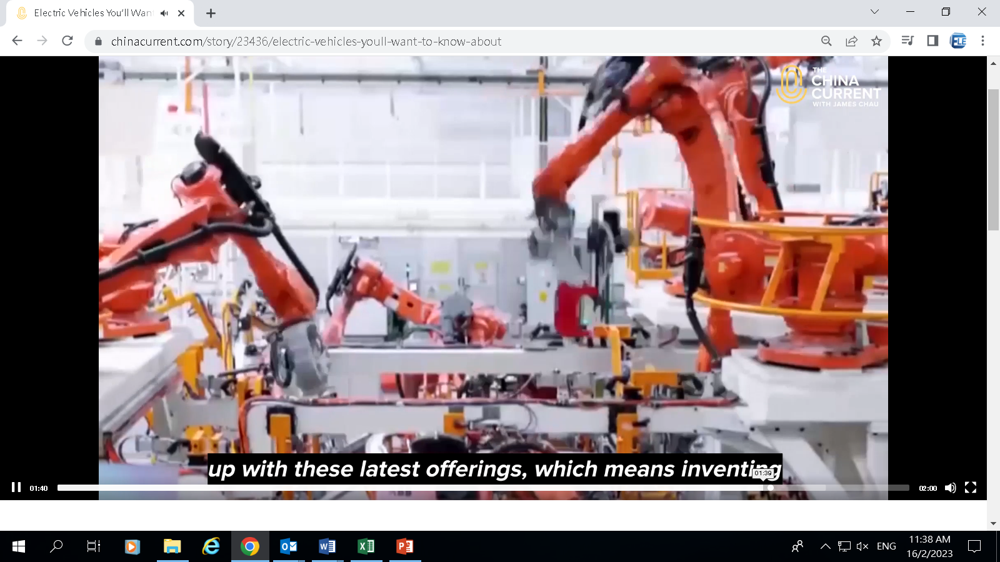 Electric Vehicles You'll Wan
chinacurrent.com/story/23436/electric-vehicles-youll-want-to-know-about
FLE
THE
CHINA
CURRENT
WITH JAMES CHAU
up with these latest offerings, which means inventing
01:39
01:40
02:00
ENG
11:38 AM
16/2/2023